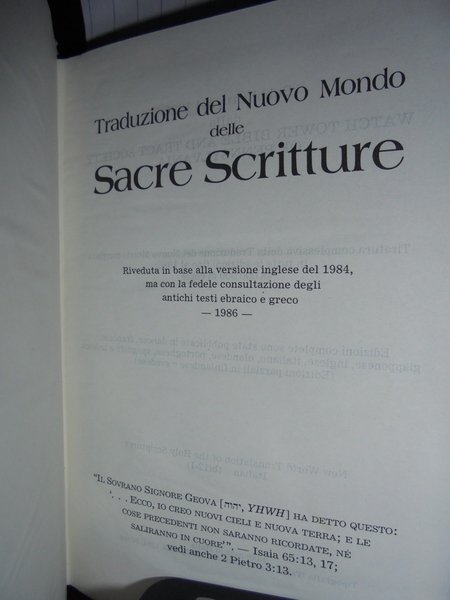 Traduzione del Nuovo Mondo
delle
Sacre Scritture
Riveduta in base alla versione inglese del 1984,
ma con la fedele consultazione degli
antichi testi ebraico e greco
— 1986 —
"IL SOVRANO SIGNORE GEOVA [יהוה, YHWH] HA DETTO QUESTO:
'. . . ECCO, IO CREO NUOVI CIELI E NUOVA TERRA; E LE
COSE PRECEDENTI NON SARANNO RICORDATE, NÉ
SALIRANNO IN CUORE'". — Isaia 65:13, 17;
vedi anche 2 Pietro 3:13.